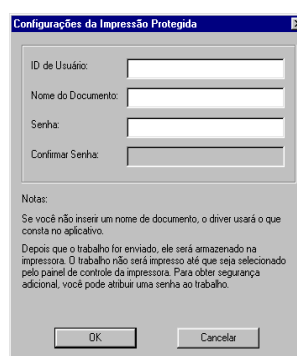 Configurações da Impressão Protegida
ID de Usuário:
Nome do Documento:
Senha:
Confirmar Senha:
Notas:
Se você não inserir um nome de documento, o driver usará o que
consta no aplicativo.
Depois que o trabalho for enviado, ele será armazenado na
impressora. O trabalho não será impresso até que seja selecionado
pelo painel de controle da impressora. Para obter segurança
adicional, você pode atribuir uma senha ao trabalho.
OK
Cancelar